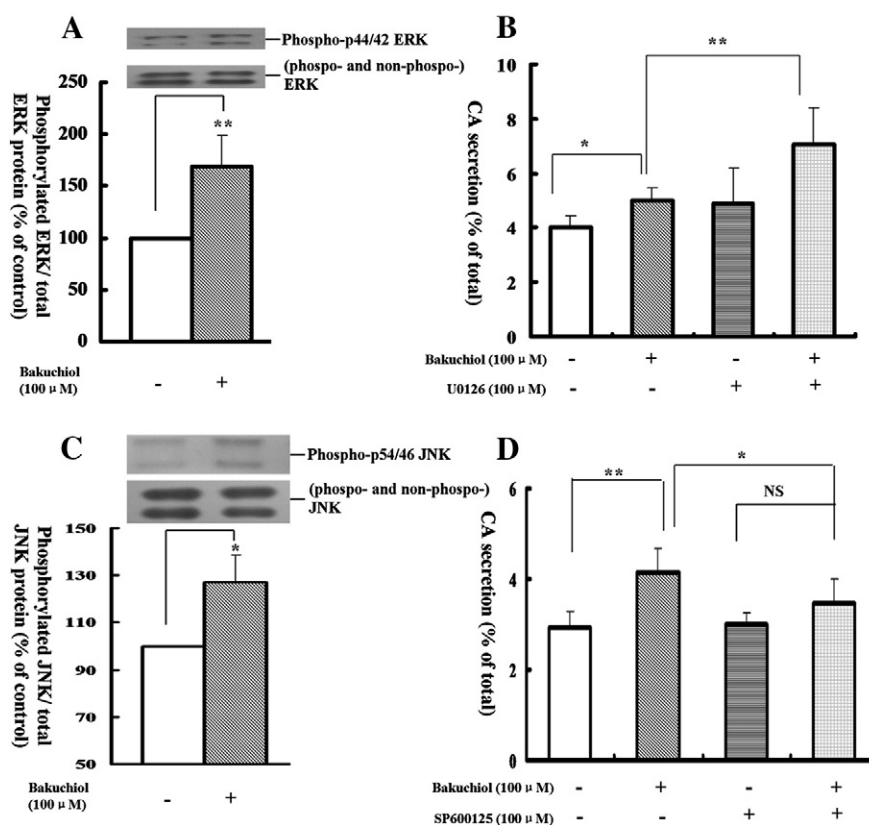 A
Phospho-p44/42 ERK
(phospo- and non-phospo-)
ERK
Phosphorylated ERK/ total
ERK protein (% of control)
250
200
150
100
50
0
**
Bakuchiol
(100 μ M)
- +
B
CA secretion (% of total)
10
8
6
4
2
0
*
**
Bakuchiol (100 μ M) - + - +
U0126 (100 μ M) - - + +
C
Phospho-p54/46 JNK
(phospo- and non-phospo-)
JNK
Phosphorylated JNK/ total
JNK protein (% of control)
150
130
110
90
70
50
*
Bakuchiol
(100 μ M)
- +
D
CA secretion (% of total)
6
4
2
0
**
*
NS
Bakuchiol (100 μ M) - + - +
SP600125 (100 μ M) - - + +